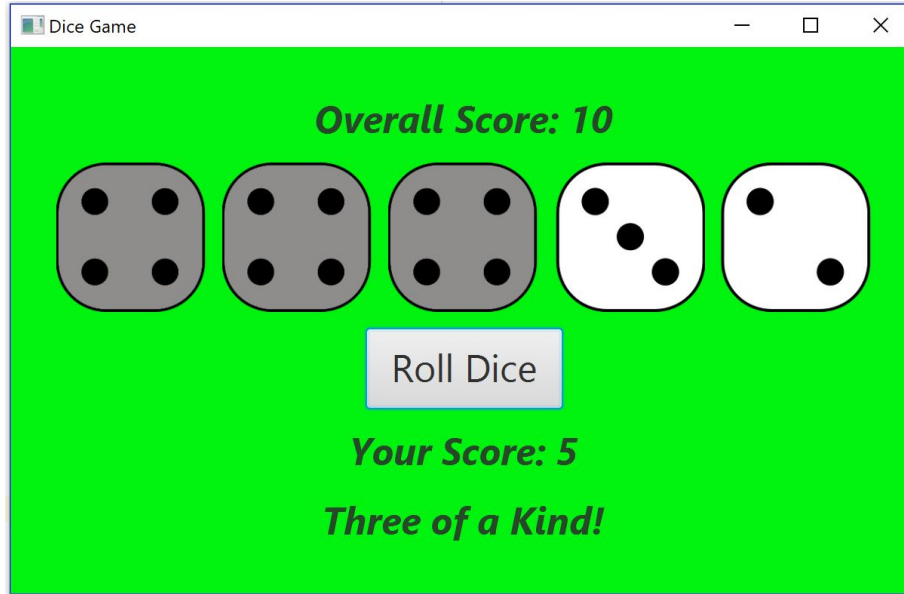 Dice Game
Overall Score: 10
Roll Dice
Your Score: 5
Three of a Kind!